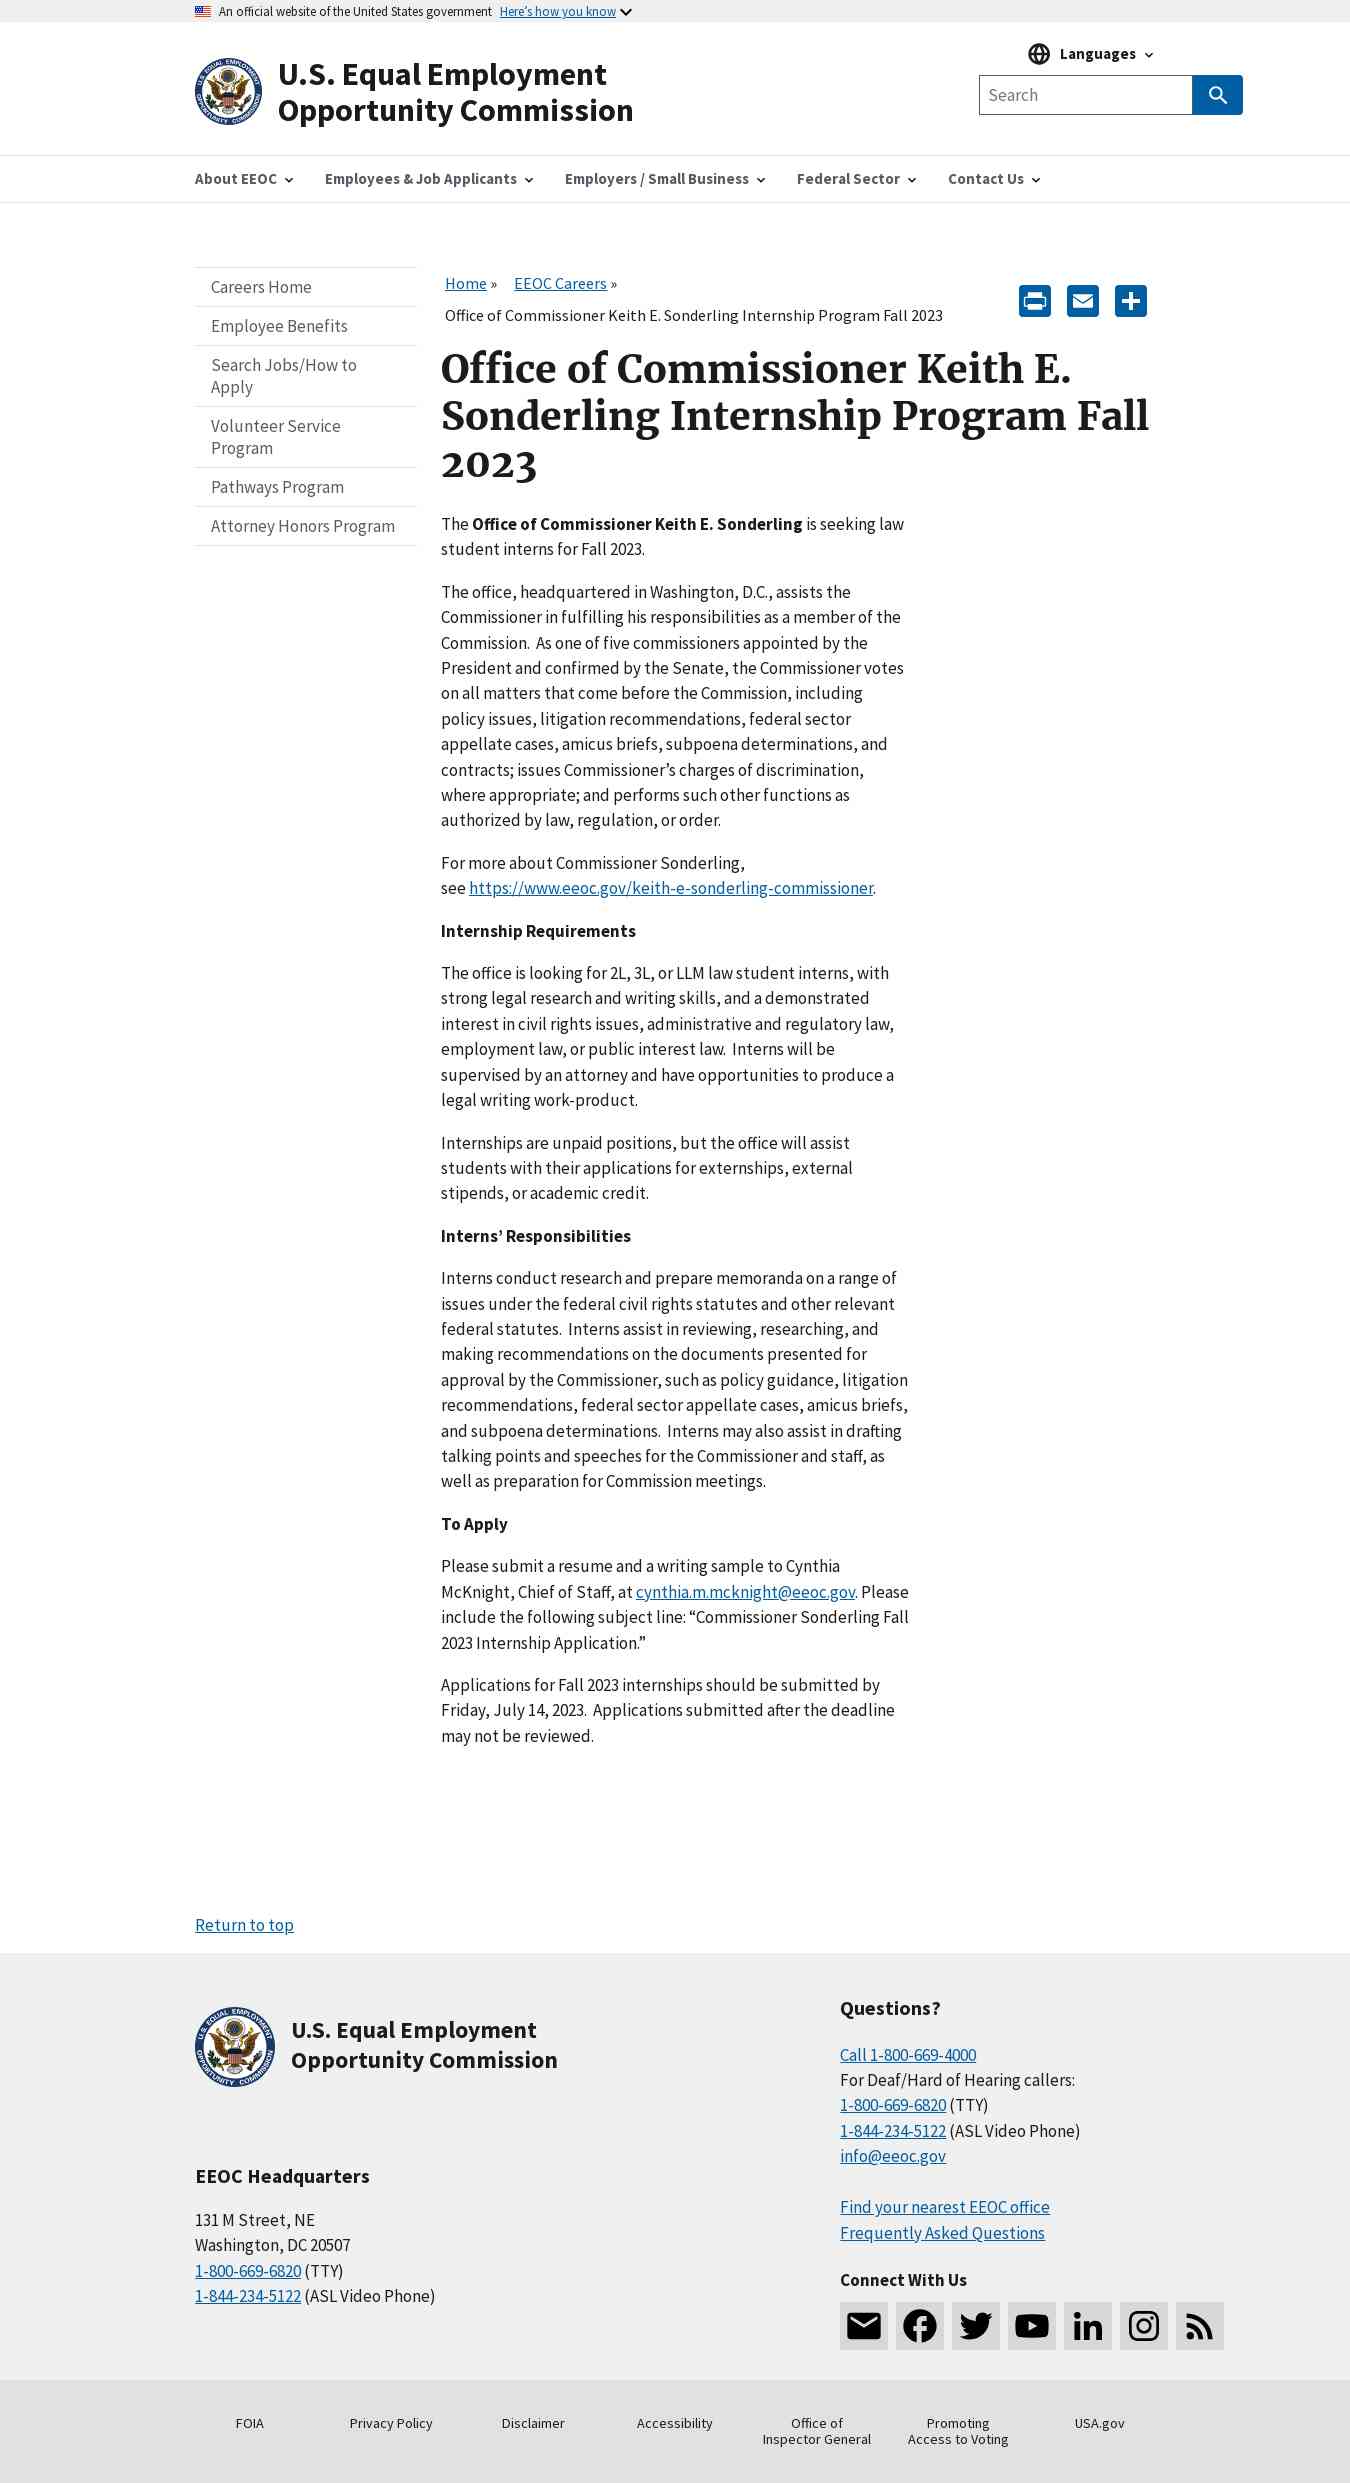 An official website of the United States government Here's how you know
Languages
U.S. Equal Employment
Opportunity Commission
Search
About EEOC Employees & Job Applicants Employers / Small Business Federal Sector Contact Us
Careers Home
Employee Benefits
Search Jobs/How to
Apply
Volunteer Service
Program
Pathways Program
Attorney Honors Program
Home » EEOC Careers »
Office of Commissioner Keith E. Sonderling Internship Program Fall 2023
Office of Commissioner Keith E.
Sonderling Internship Program Fall
2023
The Office of Commissioner Keith E. Sonderling is seeking law
student interns for Fall 2023.
The office, headquartered in Washington, D.C., assists the
Commissioner in fulfilling his responsibilities as a member of the
Commission.  As one of five commissioners appointed by the
President and confirmed by the Senate, the Commissioner votes
on all matters that come before the Commission, including
policy issues, litigation recommendations, federal sector
appellate cases, amicus briefs, subpoena determinations, and
contracts; issues Commissioner’s charges of discrimination,
where appropriate; and performs such other functions as
authorized by law, regulation, or order.
For more about Commissioner Sonderling,
see https://www.eeoc.gov/keith-e-sonderling-commissioner.
Internship Requirements
The office is looking for 2L, 3L, or LLM law student interns, with
strong legal research and writing skills, and a demonstrated
interest in civil rights issues, administrative and regulatory law,
employment law, or public interest law.  Interns will be
supervised by an attorney and have opportunities to produce a
legal writing work-product.
Internships are unpaid positions, but the office will assist
students with their applications for externships, external
stipends, or academic credit.
Interns’ Responsibilities
Interns conduct research and prepare memoranda on a range of
issues under the federal civil rights statutes and other relevant
federal statutes.  Interns assist in reviewing, researching, and
making recommendations on the documents presented for
approval by the Commissioner, such as policy guidance, litigation
recommendations, federal sector appellate cases, amicus briefs,
and subpoena determinations.  Interns may also assist in drafting
talking points and speeches for the Commissioner and staff, as
well as preparation for Commission meetings.
To Apply
Please submit a resume and a writing sample to Cynthia
McKnight, Chief of Staff, at cynthia.m.mcknight@eeoc.gov. Please
include the following subject line: “Commissioner Sonderling Fall
2023 Internship Application.”
Applications for Fall 2023 internships should be submitted by
Friday, July 14, 2023.  Applications submitted after the deadline
may not be reviewed.
Return to top
U.S. EQUAL EMPLOYMENT OPPORTUNITY COMMISSION
U.S. Equal Employment
Opportunity Commission
EEOC Headquarters
131 M Street, NE
Washington, DC 20507
1-800-669-6820 (TTY)
1-844-234-5122 (ASL Video Phone)
Questions?
Call 1-800-669-4000
For Deaf/Hard of Hearing callers:
1-800-669-6820 (TTY)
1-844-234-5122 (ASL Video Phone)
info@eeoc.gov
Find your nearest EEOC office
Frequently Asked Questions
Connect With Us
FOIA Privacy Policy Disclaimer Accessibility Office of Inspector General Promoting Access to Voting USA.gov